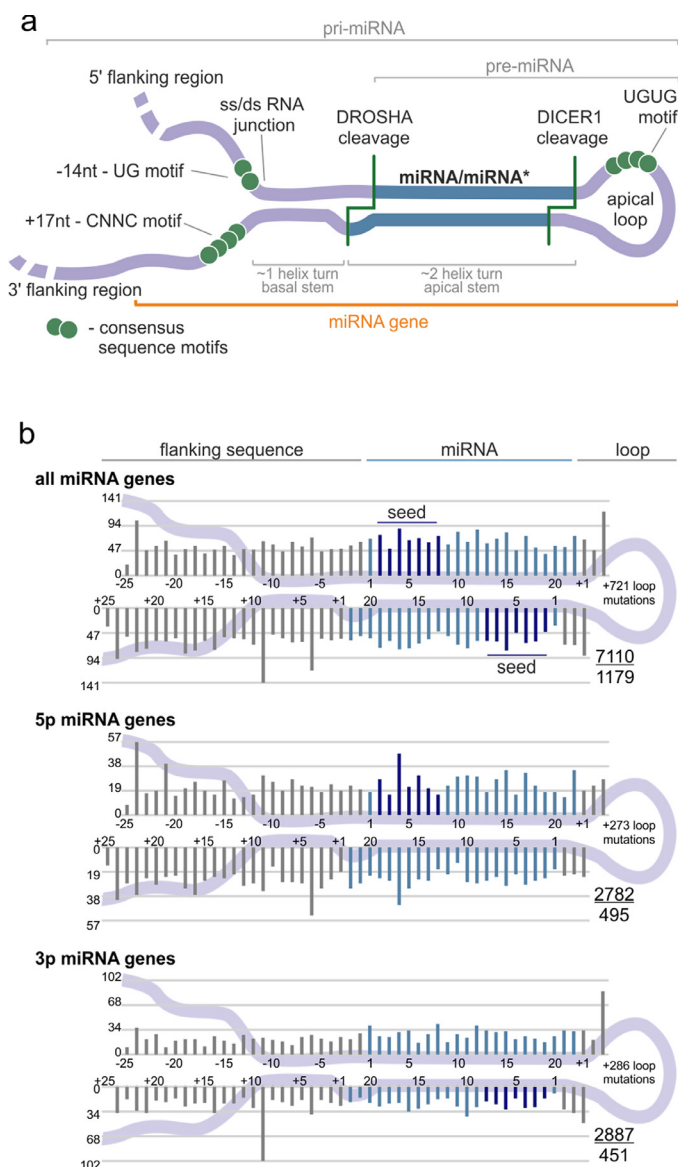 a
pri-miRNA
pre-miRNA
5' flanking region
ss/ds RNA
junction
DROSHA
cleavage
DICER1
cleavage
UGUG
motif
-14nt - UG motif
miRNA/miRNA*
+17nt - CNNC motif
apical
loop
3' flanking region
~1 helix turn
basal stem
~2 helix turn
apical stem
miRNA gene
- consensus
sequence motifs
b
flanking sequence miRNA loop
all miRNA genes
141
94
47
0
seed
-25 -20 -15 -10 -5 1 5 10 15 20 +1
+721 loop
mutations
+25 +20 +15 +10 +5 +1 20 15 10 5 1
0
47
94
141
seed
7110
1179
5p miRNA genes
57
38
19
0
-25 -20 -15 -10 -5 1 5 10 15 20 +1
+273 loop
mutations
+25 +20 +15 +10 +5 +1 20 15 10 5 1
0
19
38
57
2782
495
3p miRNA genes
102
68
34
0
-25 -20 -15 -10 -5 1 5 10 15 20 +1
+286 loop
mutations
+25 +20 +15 +10 +5 +1 20 15 10 5 1
0
34
68
102
2887
451